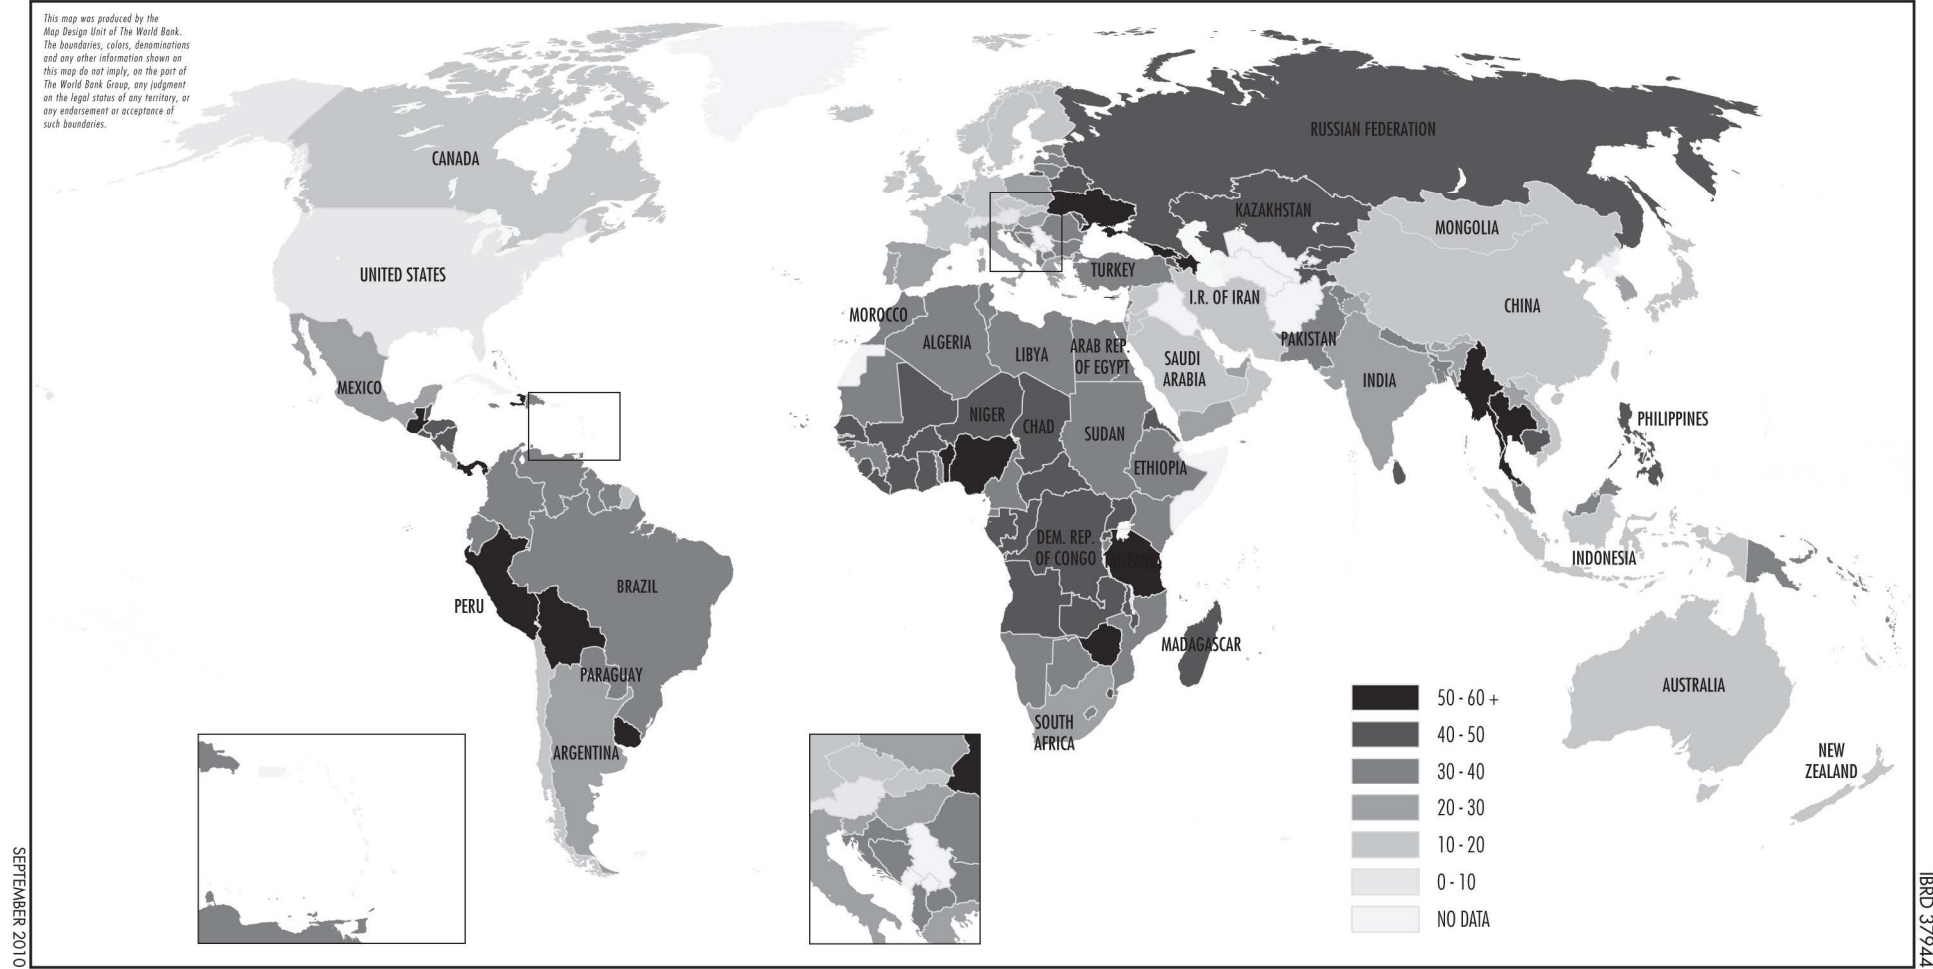 This map was produced by the
Map Design Unit of The World Bank.
The boundaries, colors, denominations
and any other information shown on
this map do not imply, on the part of
The World Bank Group, any judgment
on the legal status of any territory, or
any endorsement or acceptance of
such boundaries.
CANADA
UNITED STATES
MEXICO
RUSSIAN FEDERATION
KAZAKHSTAN
MONGOLIA
TURKEY
I.R. OF IRAN
CHINA
MOROCCO
ALGERIA
LIBYA
ARAB REP.
OF EGYPT
SAUDI
ARABIA
PAKISTAN
INDIA
NIGER
CHAD
SUDAN
ETHIOPIA
PHILIPPINES
DEM. REP.
OF CONGO
INDONESIA
BRAZIL
PERU
PARAGUAY
ARGENTINA
MADAGASCAR
SOUTH
AFRICA
AUSTRALIA
NEW
ZEALAND
50 - 60 +
40 - 50
30 - 40
20 - 30
10 - 20
0 - 10
NO DATA
SEPTEMBER 2010
IBRD 37944